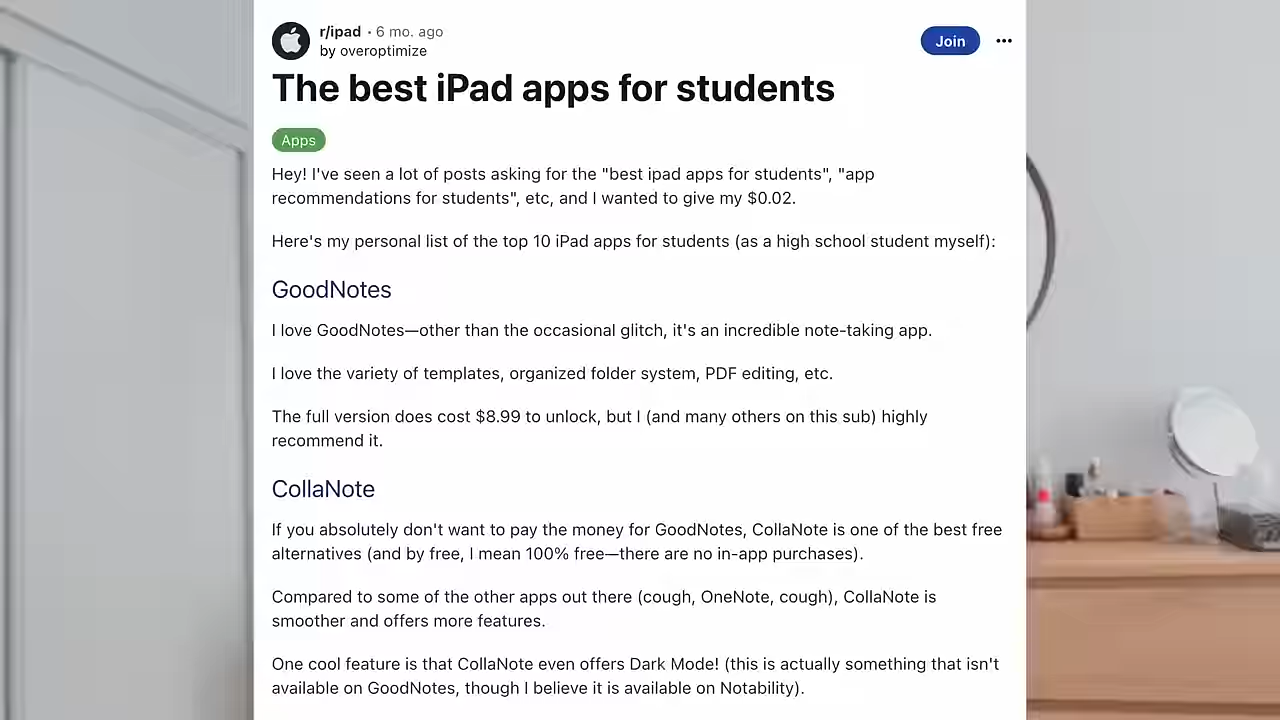 r/ipad • 6 mo. ago
by overoptimize
Join
The best iPad apps for students
Apps
Hey! I've seen a lot of posts asking for the "best ipad apps for students", "app
recommendations for students", etc, and I wanted to give my $0.02.
Here's my personal list of the top 10 iPad apps for students (as a high school student myself):
GoodNotes
I love GoodNotes—other than the occasional glitch, it's an incredible note-taking app.
I love the variety of templates, organized folder system, PDF editing, etc.
The full version does cost $8.99 to unlock, but I (and many others on this sub) highly
recommend it.
CollaNote
If you absolutely don't want to pay the money for GoodNotes, CollaNote is one of the best free
alternatives (and by free, I mean 100% free—there are no in-app purchases).
Compared to some of the other apps out there (cough, OneNote, cough), CollaNote is
smoother and offers more features.
One cool feature is that CollaNote even offers Dark Mode! (this is actually something that isn't
available on GoodNotes, though I believe it is available on Notability).